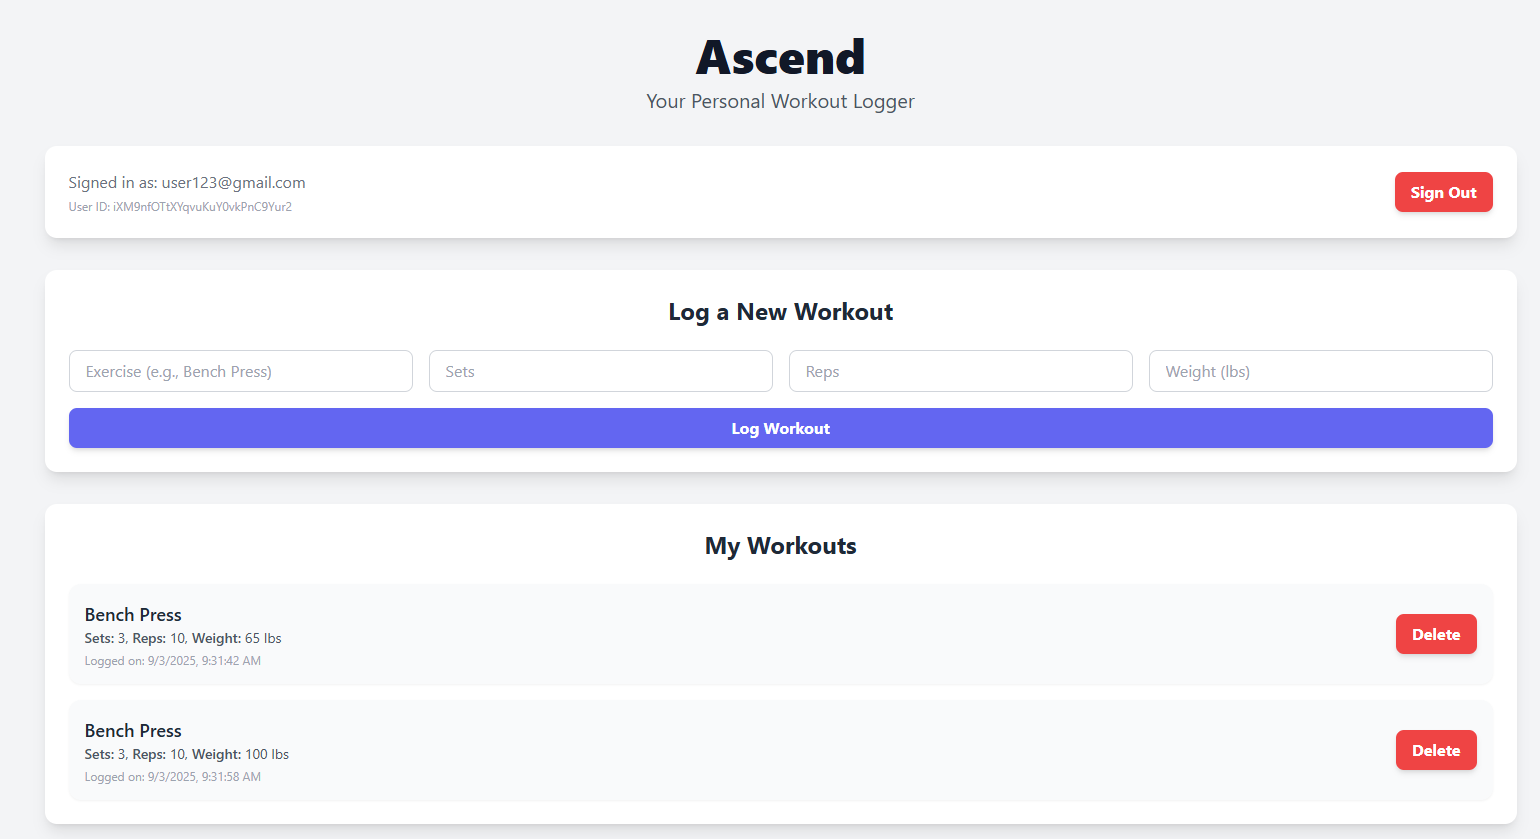 Ascend
Your Personal Workout Logger
Signed in as: user123@gmail.com
User ID: iXM9nfOTtXYqvuKuY0vkPnC9Yur2
Sign Out
Log a New Workout
Exercise (e.g., Bench Press)
Sets
Reps
Weight (lbs)
Log Workout
My Workouts
Bench Press
Sets: 3, Reps: 10, Weight: 65 lbs
Logged on: 9/3/2025, 9:31:42 AM
Delete
Bench Press
Sets: 3, Reps: 10, Weight: 100 lbs
Logged on: 9/3/2025, 9:31:58 AM
Delete